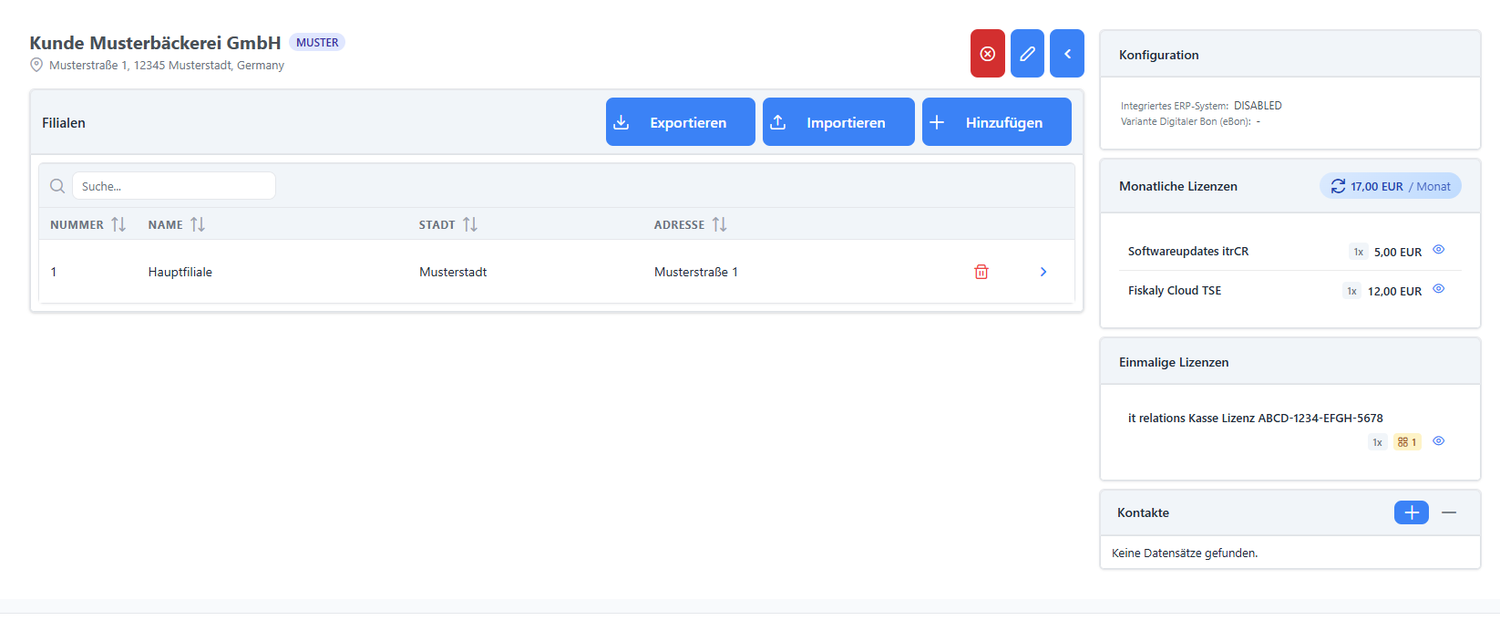 Kunde Musterbäckerei GmbH MUSTER
Musterstraße 1, 12345 Musterstadt, Germany
Filialen
Exportieren Importieren Hinzufügen
Suche...
NUMMER NAME STADT ADRESSE
1 Hauptfiliale Musterstadt Musterstraße 1
Konfiguration
Integriertes ERP-System: DISABLED
Variante Digitaler Bon (eBon): -
Monatliche Lizenzen 17,00 EUR / Monat
Softwareupdates itrCR 1x 5,00 EUR
Fiskaly Cloud TSE 1x 12,00 EUR
Einmalige Lizenzen
it relations Kasse Lizenz ABCD-1234-EFGH-5678
1x 1
Kontakte
Keine Datensätze gefunden.